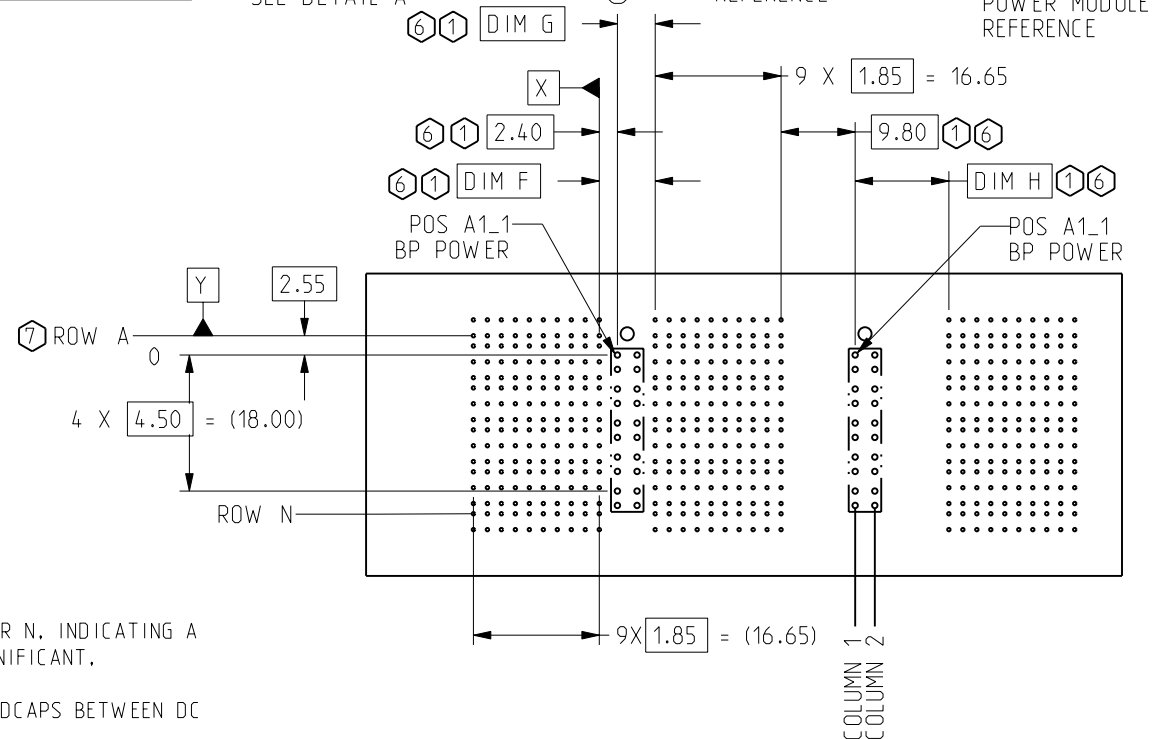 SEE DETAIL A
REFERENCE
POWER MODULE
REFERENCE
6 1 DIM G
9 X 1.85 = 16.65
X
6 1 2.40
9.80 1 6
6 1 DIM F
DIM H 1 6
POS A1_1
BP POWER
POS A1_1
BP POWER
Y
2.55
7 ROW A
0
4 X 4.50 = (18.00)
ROW N
9X 1.85 = (16.65)
R N, INDICATING A
NIFICANT,
DCAPS BETWEEN DC
COLUMN 1
COLUMN 2